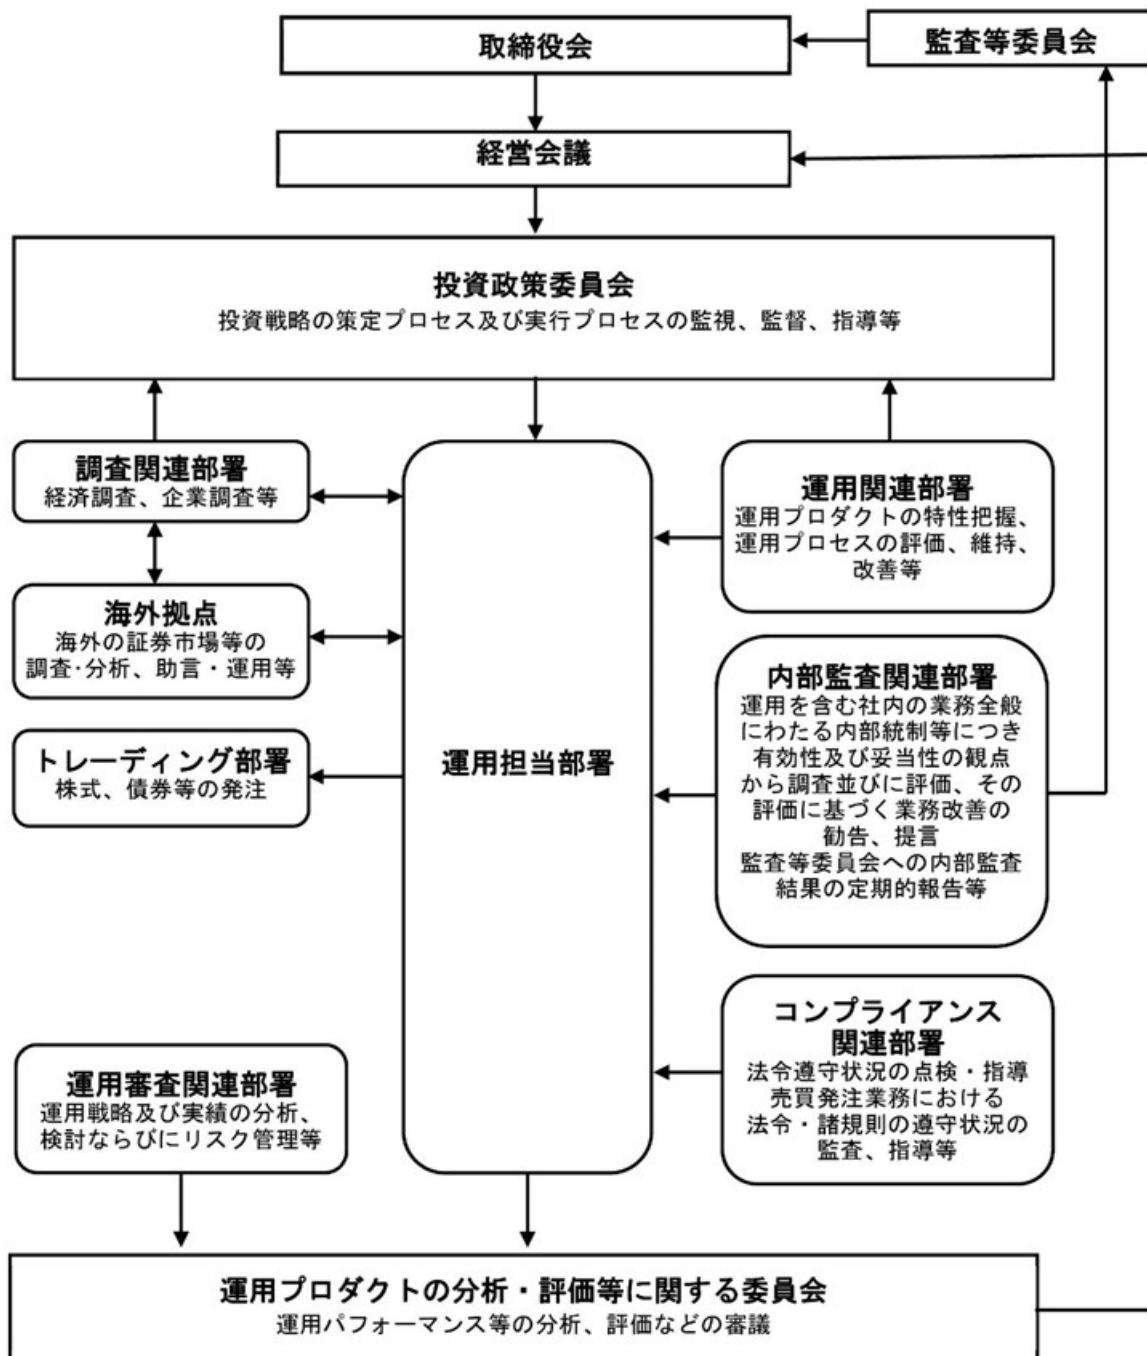 取締役会
監査等委員会
経営会議
投資政策委員会
投資戦略の策定プロセス及び実行プロセスの監視、監督、指導等
調査関連部署
経済調査、企業調査等
海外拠点
海外の証券市場等の
調査・分析、助言・運用等
トレーディング部署
株式、債券等の発注
運用担当部署
運用関連部署
運用プロダクトの特性把握、
運用プロセスの評価、維持、
改善等
内部監査関連部署
運用を含む社内の業務全般
にわたる内部統制等につき
有効性及び妥当性の観点
から調査並びに評価、その
評価に基づく業務改善の
勧告、提言
監査等委員会への内部監査
結果の定期的報告等
コンプライアンス
関連部署
法令遵守状況の点検・指導
売買発注業務における
法令・諸規則の遵守状況の
監査、指導等
運用審査関連部署
運用戦略及び実績の分析、
検討ならびにリスク管理等
運用プロダクトの分析・評価等に関する委員会
運用パフォーマンス等の分析、評価などの審議